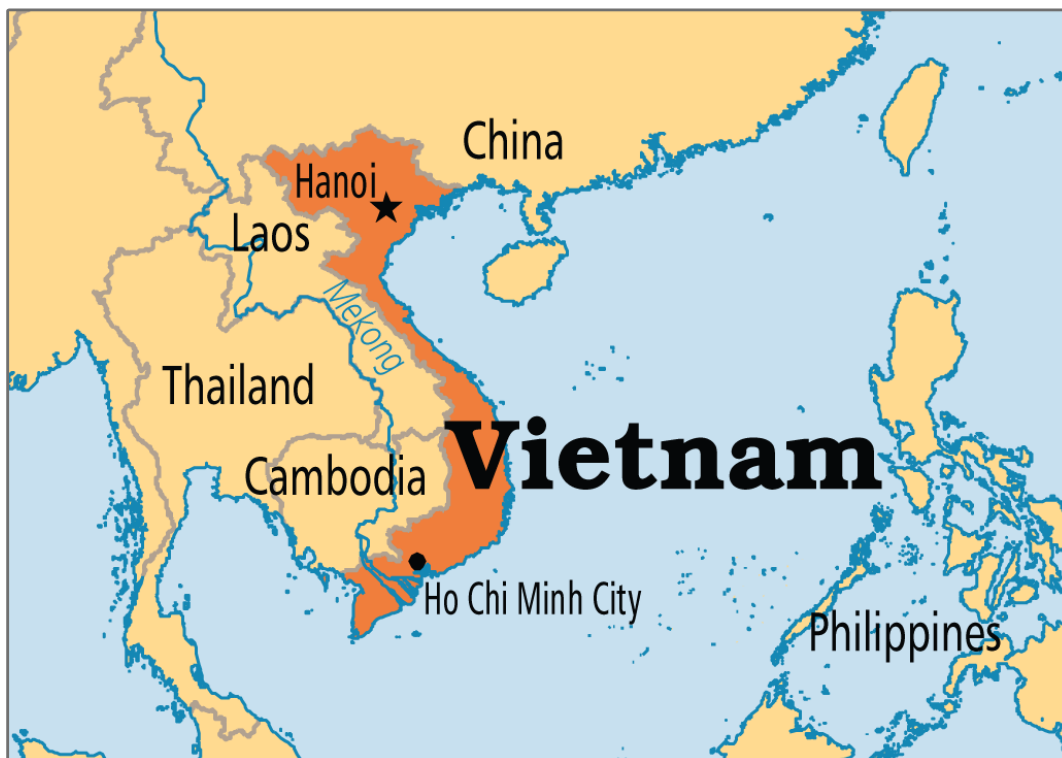 China
Hanoi
Laos
Mekong
Thailand
Vietnam
Cambodia
Ho Chi Minh City
Philippines